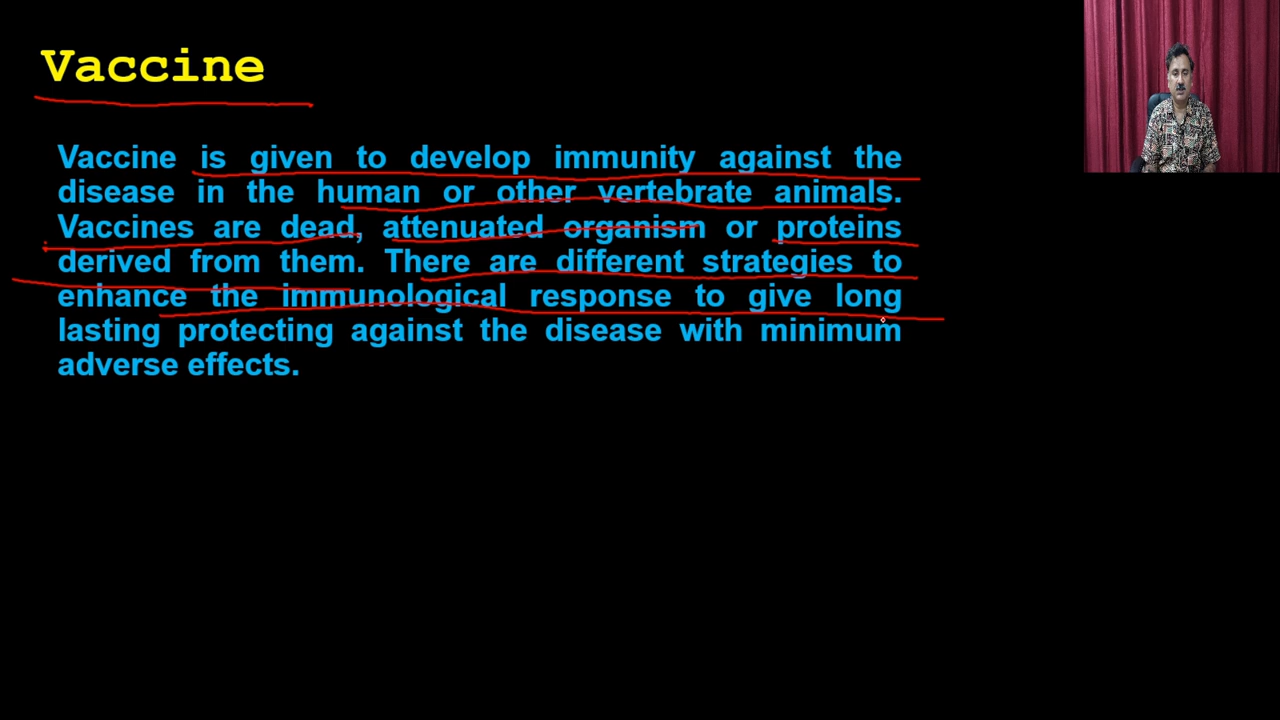 Vaccine
Vaccine is given to develop immunity against the
disease in the human or other vertebrate animals.
Vaccines are dead, attenuated organism or proteins
derived from them. There are different strategies to
enhance the immunological response to give long
lasting protecting against the disease with minimum
adverse effects.